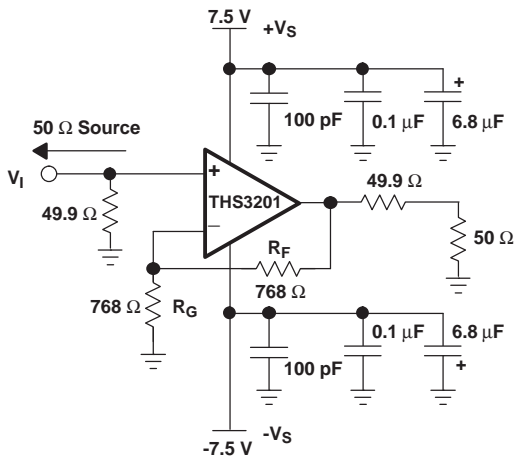 7.5 V
+VS
+
50 Ω Source
100 pF
0.1 µF
6.8 µF
VI
+
49.9 Ω
THS3201
49.9 Ω
−
RF
50 Ω
768 Ω
768 Ω
RG
0.1 µF
6.8 µF
100 pF
+
-7.5 V
-VS